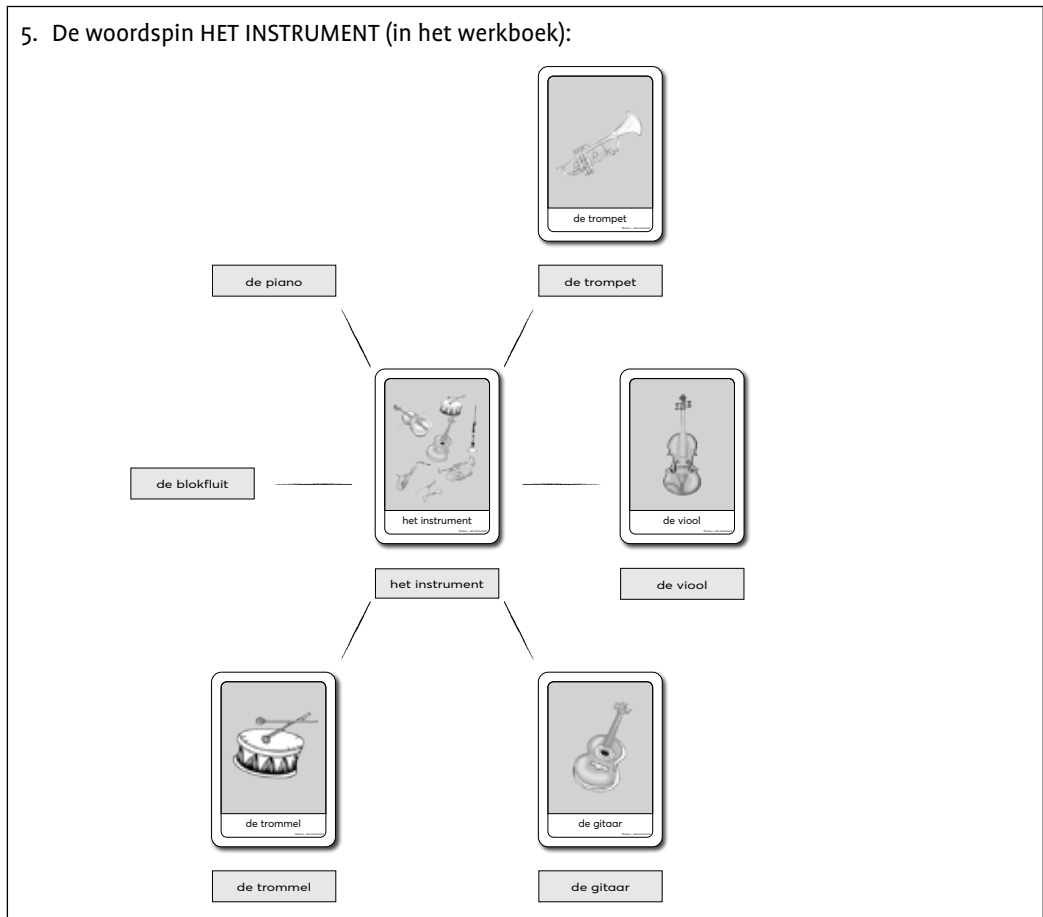 5. De woordspin HET INSTRUMENT (in het werkboek):
de trompet
de piano
de trompet
het instrument
de viool
de blokfluit
het instrument
de viool
de trommel
de gitaar
de trommel
de gitaar